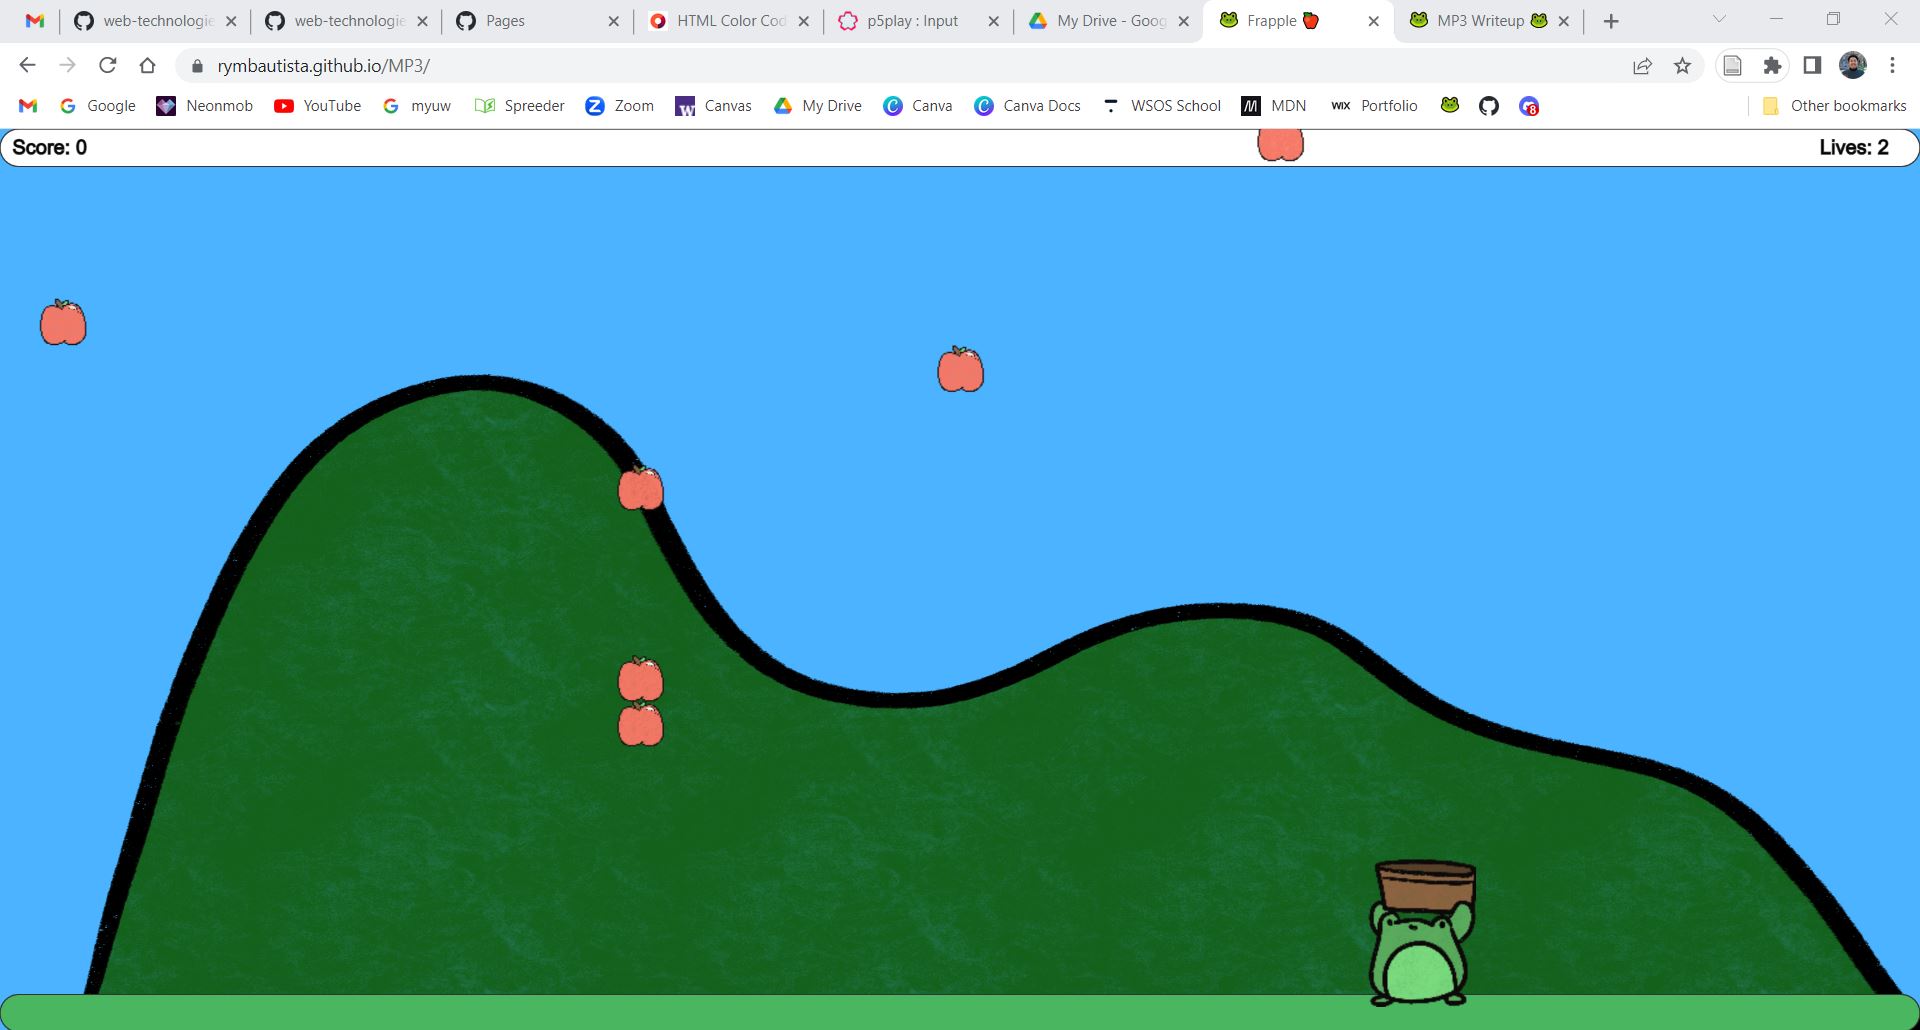 web-technologie
web-technologie
Pages
HTML Color Cod
p5play : Input
My Drive - Goog
Frapple
MP3 Writeup
rymbautista.github.io/MP3/
Google
Neonmob
YouTube
myuw
Spreeder
Zoom
Canvas
My Drive
Canva
Canva Docs
WSOS School
MDN
WIX
Portfolio
8
Other bookmarks
Score: 0
Lives: 2